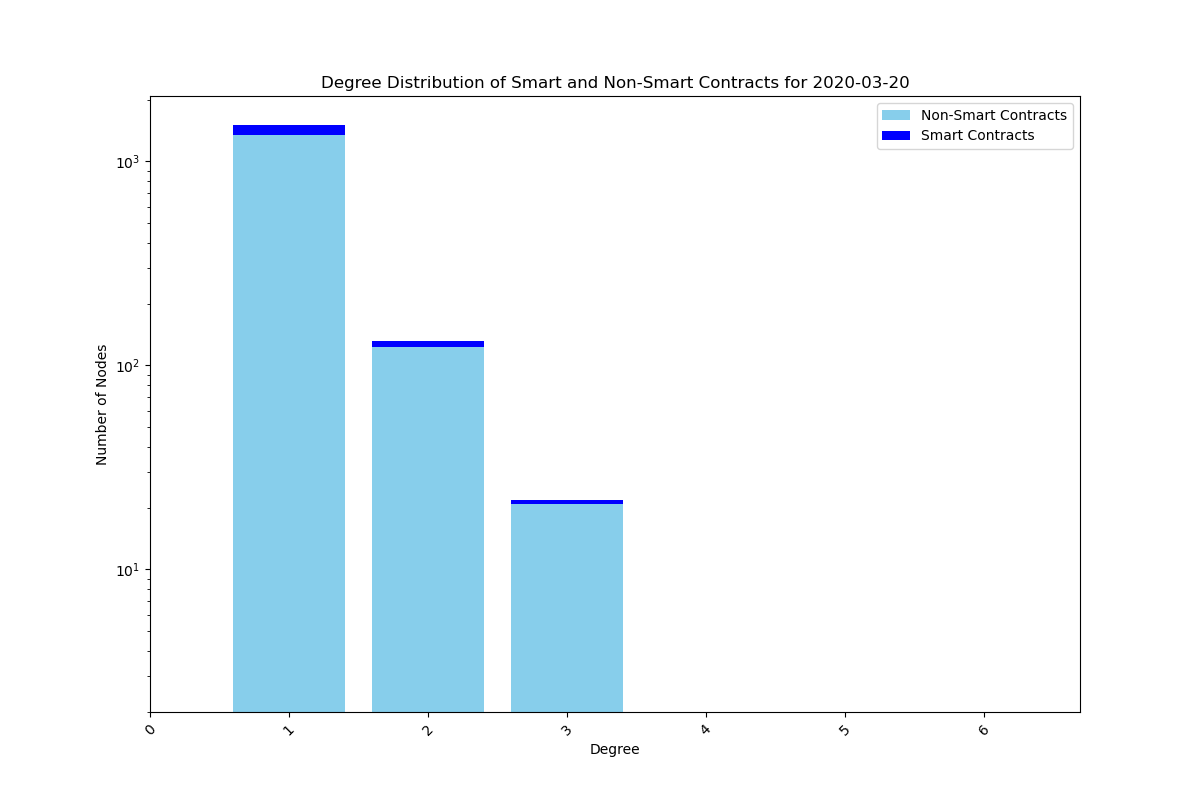 Degree Distribution of Smart and Non-Smart Contracts for 2020-03-20
Non-Smart Contracts
Smart Contracts
10³
10²
10¹
Number of Nodes
0 1 2 3 4 5 6
Degree